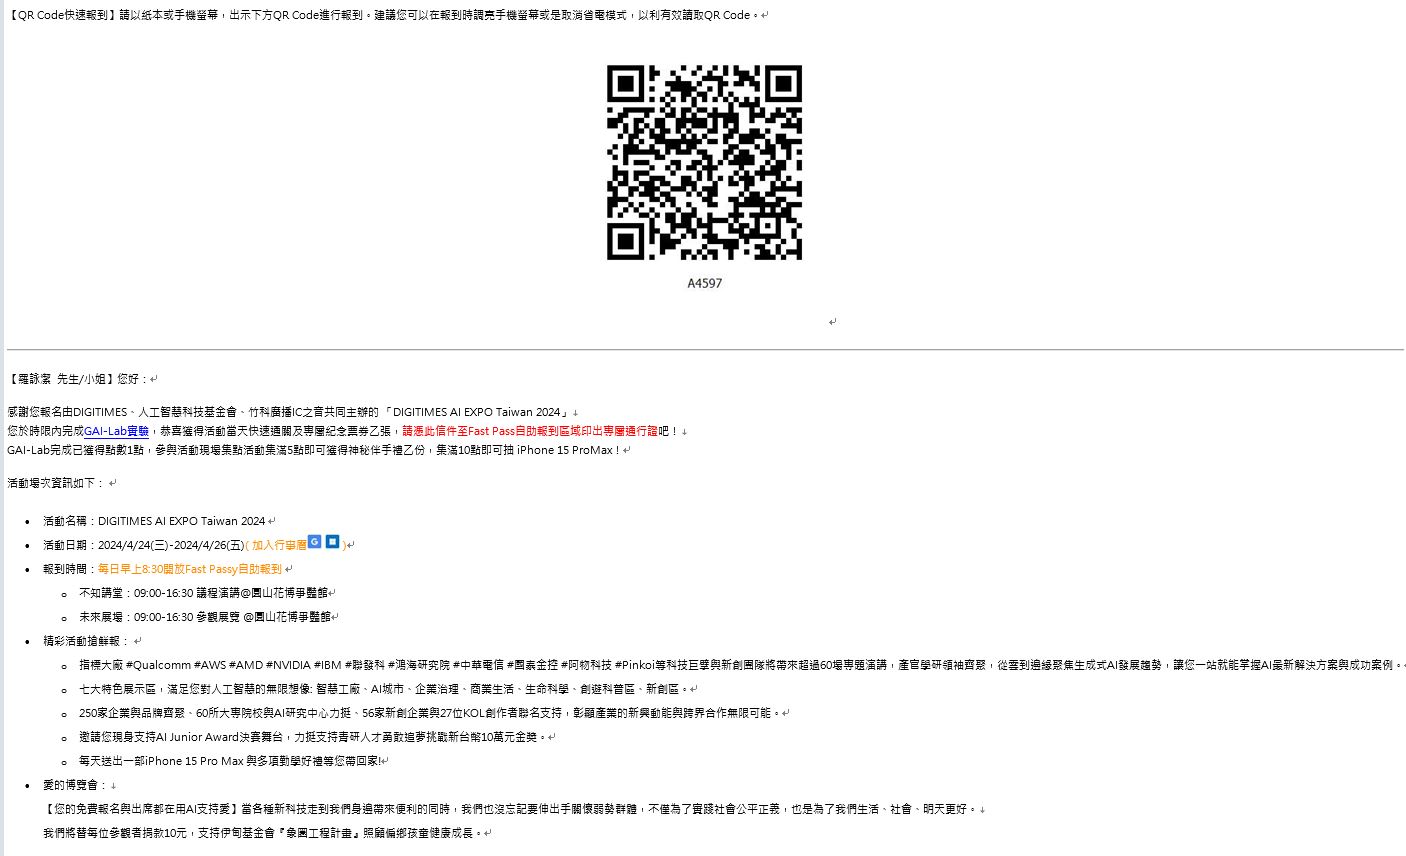 【QR Code快速報到】請以紙本或手機螢幕，出示下方QR Code進行報到。建議您可以在報到時調亮手機螢幕或是取消省電模式，以利有效讀取QR Code。
A4597
【羅詠潔 先生/小姐】您好：
感謝您報名由DIGITIMES、人工智慧科技基金會、竹科廣播IC之音共同主辦的「DIGITIMES AI EXPO Taiwan 2024」
您於時限內完成GAI-Lab實驗，恭喜獲得活動當天快速通關及專屬紀念票券乙張，請憑此信件至Fast Pass自助報到區域印出專屬通行證吧！
GAI-Lab完成已獲得點數1點，參與活動現場集點活動集滿5點即可獲得神秘伴手禮乙份，集滿10點即可抽 iPhone 15 ProMax！
活動場次資訊如下：
• 活動名稱：DIGITIMES AI EXPO Taiwan 2024
• 活動日期：2024/4/24(三)-2024/4/26(五)( 加入行事曆 )
• 報到時間：每日早上8:30開放Fast Passy自助報到
o 不知講堂：09:00-16:30 議程演講@圓山花博爭豔館
o 未來展場：09:00-16:30 參觀展覽 @圓山花博爭豔館
• 精彩活動搶鮮報：
o 指標大廠 #Qualcomm #AWS #AMD #NVIDIA #IBM #聯發科 #鴻海研究院 #中華電信 #國泰金控 #阿物科技 #Pinkoi等科技巨擘與新創團隊將帶來超過60場專題演講，產官學研領袖齊聚，從雲到邊緣聚焦生成式AI發展趨勢，讓您一站就能掌握AI最新解決方案與成功案例。
o 七大特色展示區，滿足您對人工智慧的無限想像: 智慧工廠、AI城市、企業治理、商業生活、生命科學、創遊科普區、新創區。
o 250家企業與品牌齊聚、60所大專院校與AI研究中心力挺、56家新創企業與27位KOL創作者聯名支持，彰顯產業的新興動能與跨界合作無限可能。
o 邀請您現身支持AI Junior Award決賽舞台，力挺支持青研人才勇敢追夢挑戰新台幣10萬元金獎。
o 每天送出一部iPhone 15 Pro Max 與多項勤學好禮等您帶回家!
• 愛的博覽會：
【您的免費報名與出席都在用AI支持愛】當各種新科技走到我們身邊帶來便利的同時，我們也沒忘記要伸出手關懷弱勢群體，不僅為了實踐社會公平正義，也是為了我們生活、社會、明天更好。
我們將替每位參觀者捐款10元，支持伊甸基金會『象圈工程計畫』照顧偏鄉孩童健康成長。